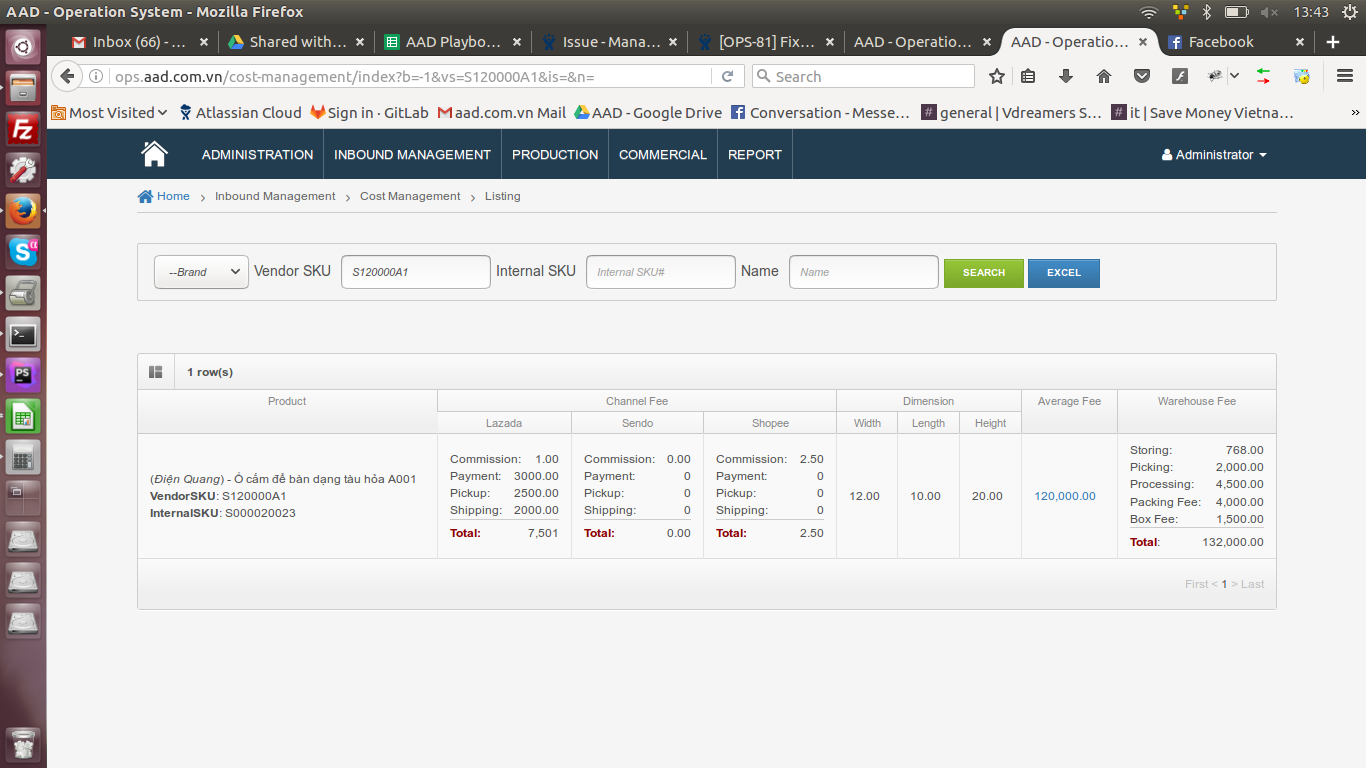 AAD - Operation System - Mozilla Firefox
13:43
Inbox (66) - ...
Shared with...
AAD Playbo...
Issue - Mana...
[OPS-81] Fix...
AAD - Operatio...
AAD - Operatio...
Facebook
ops.aad.com.vn/cost-management/index?b=-1&vs=S120000A1&is=&n=
Search
Most Visited
Atlassian Cloud
Sign in · GitLab
aad.com.vn Mail
AAD - Google Drive
Conversation - Messe...
general | Vdreamers S...
it | Save Money Vietna...
ADMINISTRATION
INBOUND MANAGEMENT
PRODUCTION
COMMERCIAL
REPORT
Administrator
Home
Inbound Management
Cost Management
Listing
--Brand
Vendor SKU
S120000A1
Internal SKU
Internal SKU#
Name
Name
SEARCH
EXCEL
1 row(s)
Product
Channel Fee
Dimension
Average Fee
Warehouse Fee
Lazada
Sendo
Shopee
Width
Length
Height
(Điện Quang) - Ổ cắm để bàn dạng tàu hỏa A001
VendorSKU: S120000A1
InternalSKU: S000020023
Commission: 1.00
Payment: 3000.00
Pickup: 2500.00
Shipping: 2000.00
Total: 7,501
Commission: 0.00
Payment: 0
Pickup: 0
Shipping: 0
Total: 0.00
Commission: 2.50
Payment: 0
Pickup: 0
Shipping: 0
Total: 2.50
12.00
10.00
20.00
120,000.00
Storing: 768.00
Picking: 2,000.00
Processing: 4,500.00
Packing Fee: 4,000.00
Box Fee: 1,500.00
Total: 132,000.00
First < 1 > Last